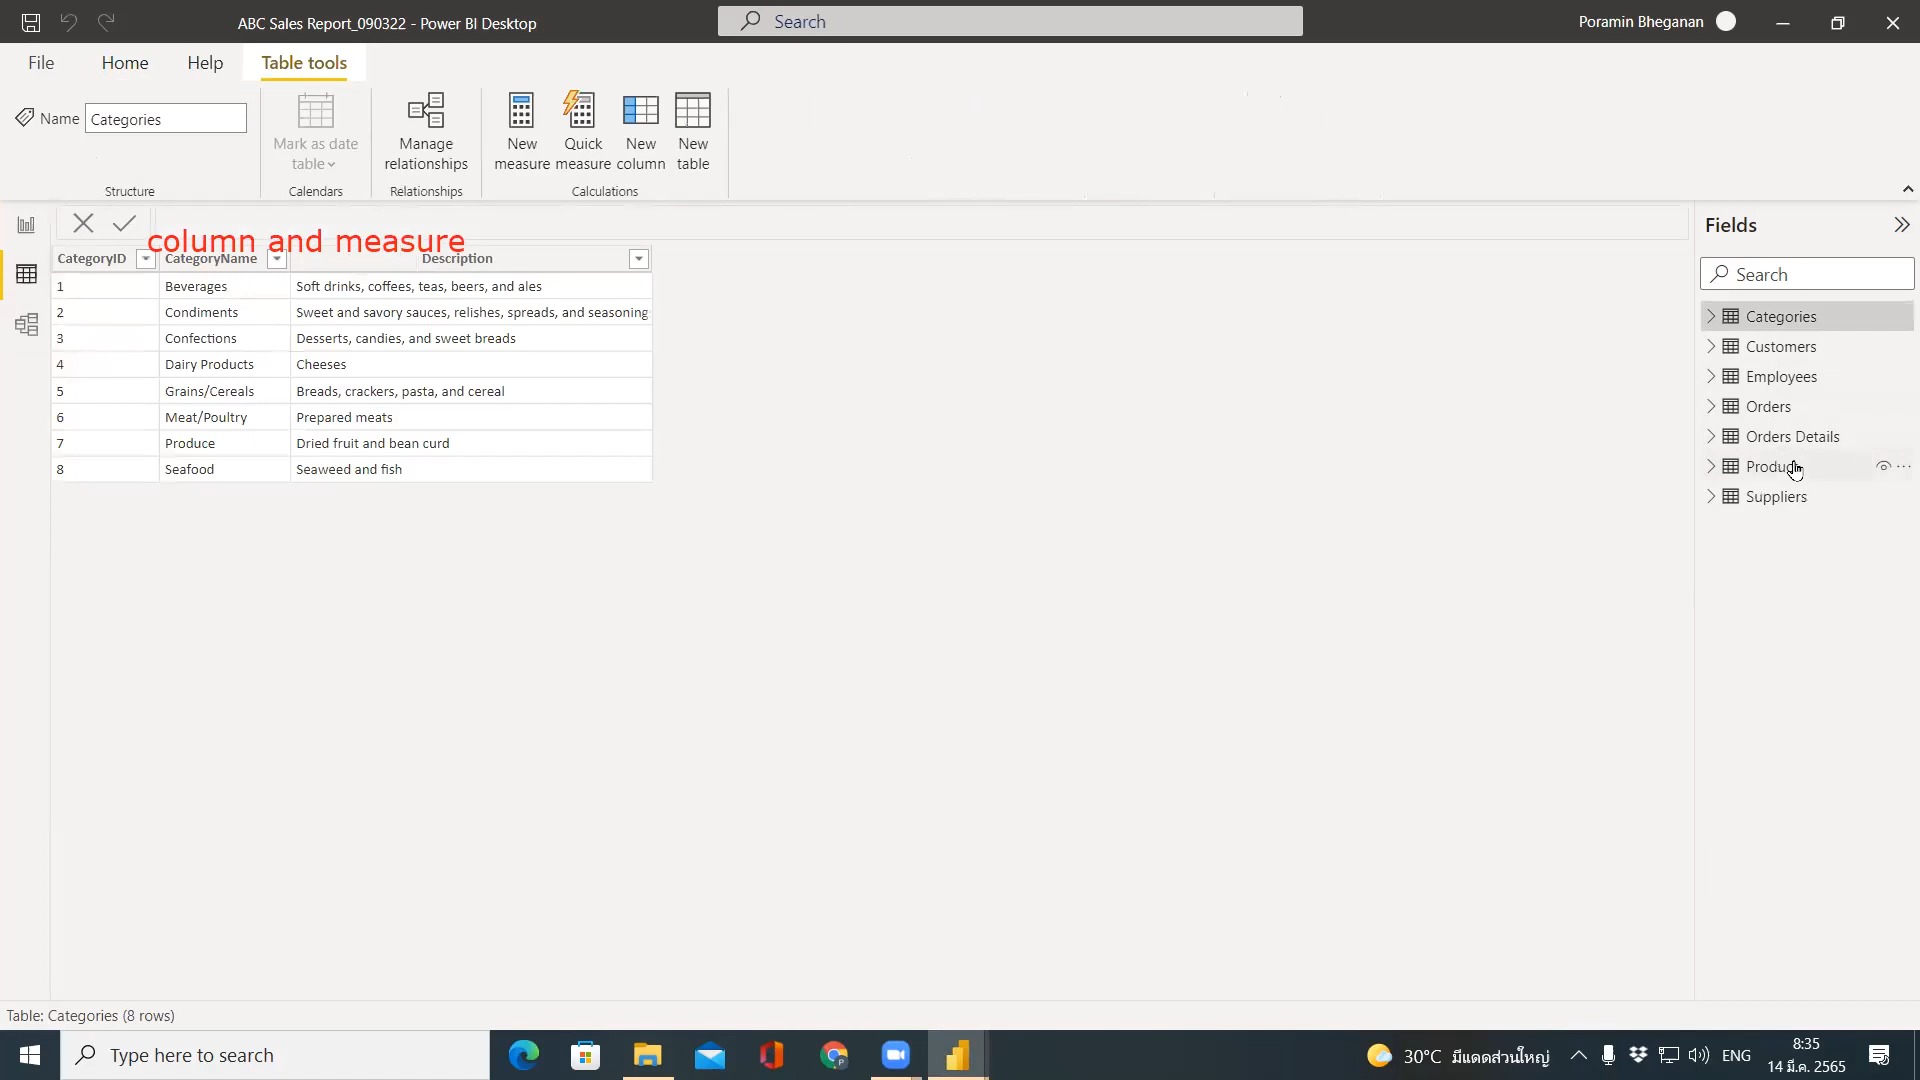 ABC Sales Report_090322 - Power BI Desktop
Search
Poramin Bheganan
File
Home
Help
Table tools
Name
Categories
Mark as date
table
Manage
relationships
New
measure
Quick
measure
New
column
New
table
Structure
Calendars
Relationships
Calculations
column and measure
CategoryID
CategoryName
Description
1 Beverages Soft drinks, coffees, teas, beers, and ales
2 Condiments Sweet and savory sauces, relishes, spreads, and seasoning
3 Confections Desserts, candies, and sweet breads
4 Dairy Products Cheeses
5 Grains/Cereals Breads, crackers, pasta, and cereal
6 Meat/Poultry Prepared meats
7 Produce Dried fruit and bean curd
8 Seafood Seaweed and fish
Fields
Search
Categories
Customers
Employees
Orders
Orders Details
Suppliers
Table: Categories (8 rows)
Type here to search
30°C มีแดดส่วนใหญ่
ENG
8:35
14 มี.ค. 2565